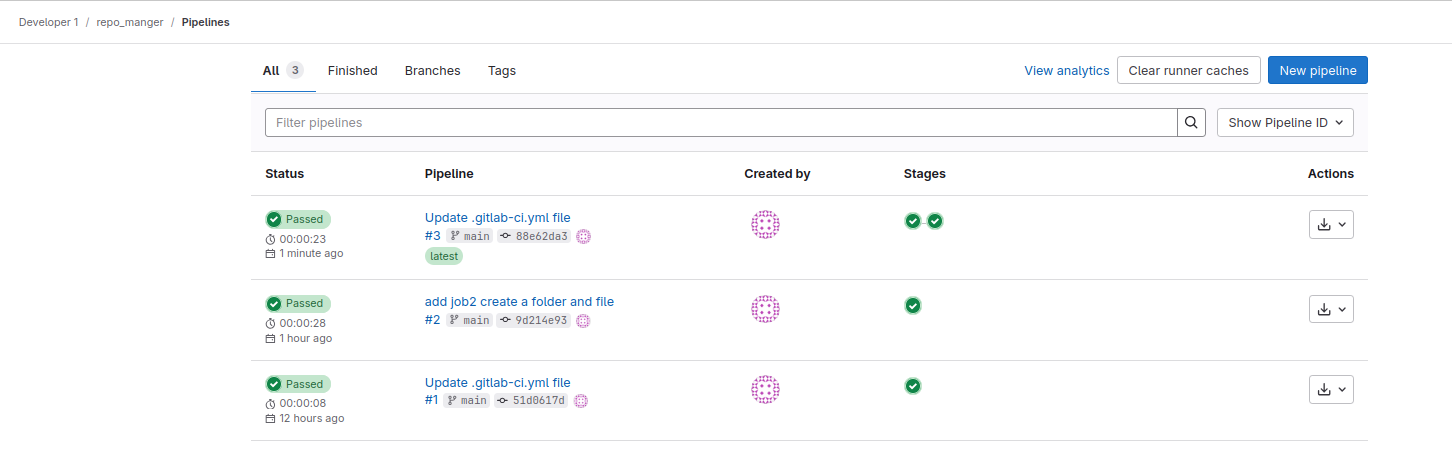 Developer 1 / repo_manger / Pipelines
All 3 Finished Branches Tags View analytics Clear runner caches New pipeline
Filter pipelines Show Pipeline ID
Status Pipeline Created by Stages Actions
Passed Update .gitlab-ci.yml file
00:00:23 #3 main 88e62da3
1 minute ago latest
Passed add job2 create a folder and file
00:00:28 #2 main 9d214e93
1 hour ago
Passed Update .gitlab-ci.yml file
00:00:08 #1 main 51d0617d
12 hours ago